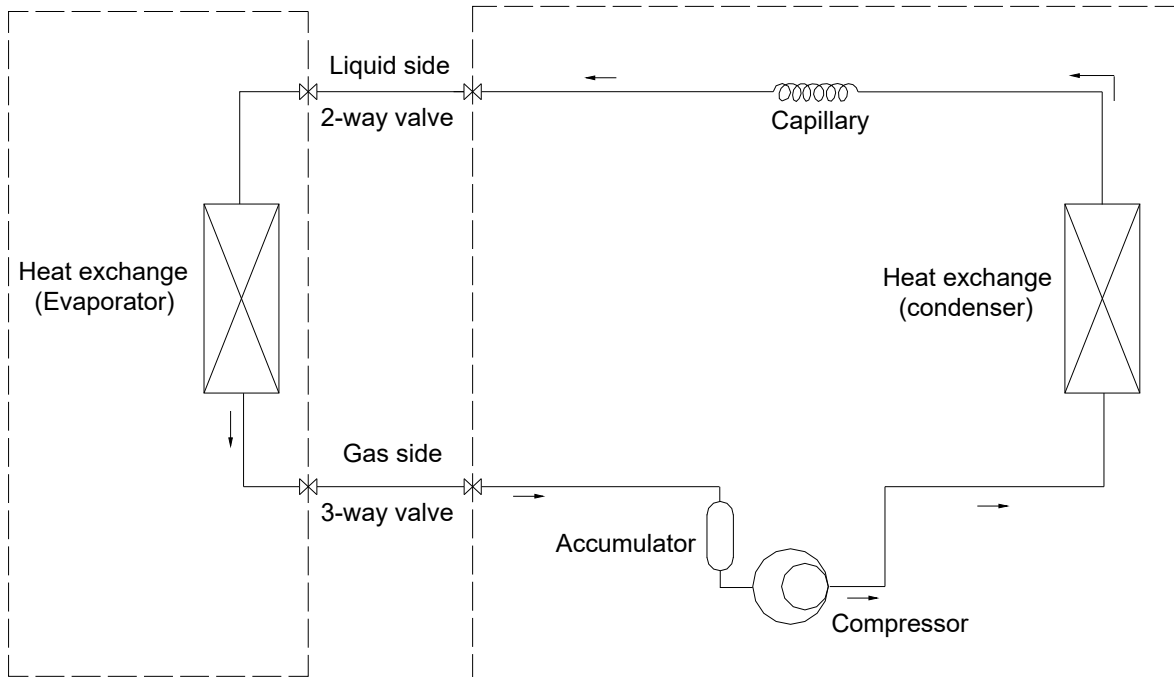 Liquid side
2-way valve
Capillary
Heat exchange
(Evaporator)
Heat exchange
(condenser)
Gas side
3-way valve
Accumulator
Compressor